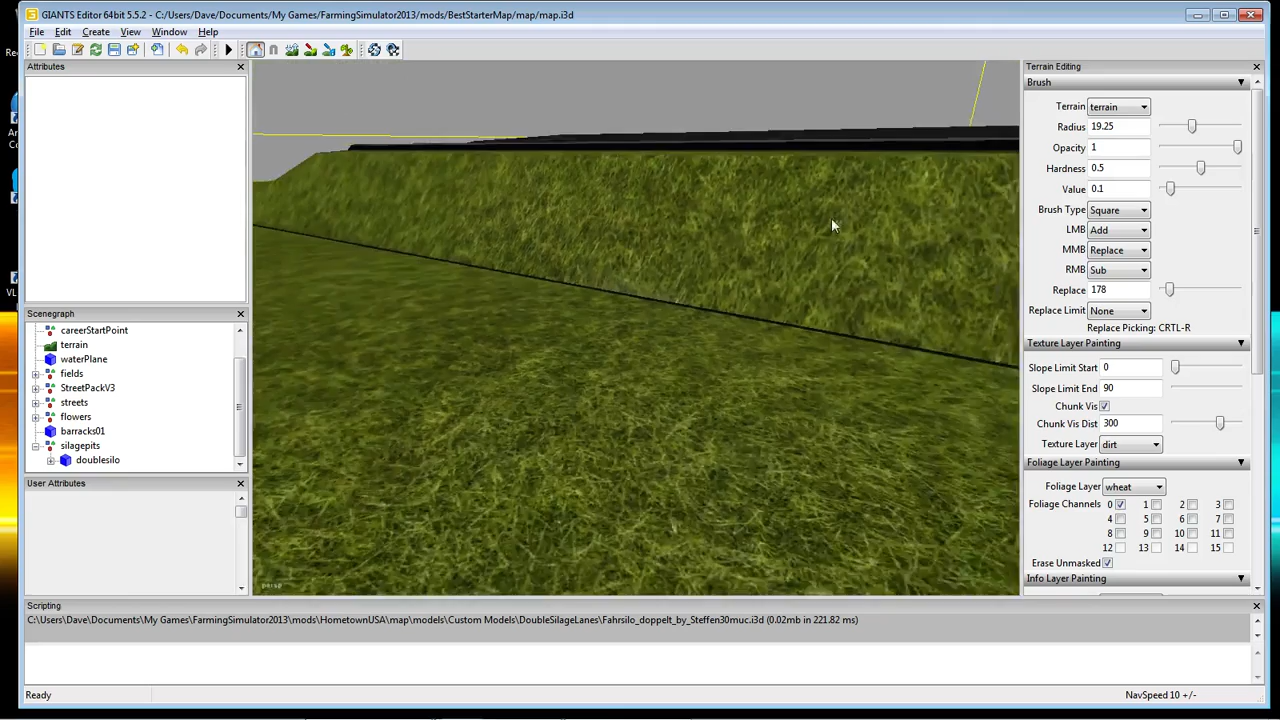 GIANTS Editor 64bit 5.5.2 - C:/Users/Dave/Documents/My Games/FarmingSimulator2013/mods/BestStarterMap/map/map.i3d
File Edit Create View Window Help
Attributes
Scenegraph
careerStartPoint
terrain
waterPlane
fields
StreetPackV3
streets
flowers
barracks01
silagepits
doublesilo
User Attributes
persp
Terrain Editing
Brush
Terrain terrain
Radius 19.25
Opacity 1
Hardness 0.5
Value 0.1
Brush Type Square
LMB Add
MMB Replace
RMB Sub
Replace 178
Replace Limit None
Replace Picking: CRTL-R
Texture Layer Painting
Slope Limit Start 0
Slope Limit End 90
Chunk Vis
Chunk Vis Dist 300
Texture Layer dirt
Foliage Layer Painting
Foliage Layer wheat
Foliage Channels 0 1 2 3
4 5 6 7
8 9 10 11
12 13 14 15
Erase Unmasked
Info Layer Painting
Scripting
C:\Users\Dave\Documents\My Games\FarmingSimulator2013\mods\HometownUSA\map\models\Custom Models\DoubleSilageLanes\Fahrsilo_doppelt_by_Steffen30muc.i3d (0.02mb in 221.82 ms)
Ready
NavSpeed 10 +/-